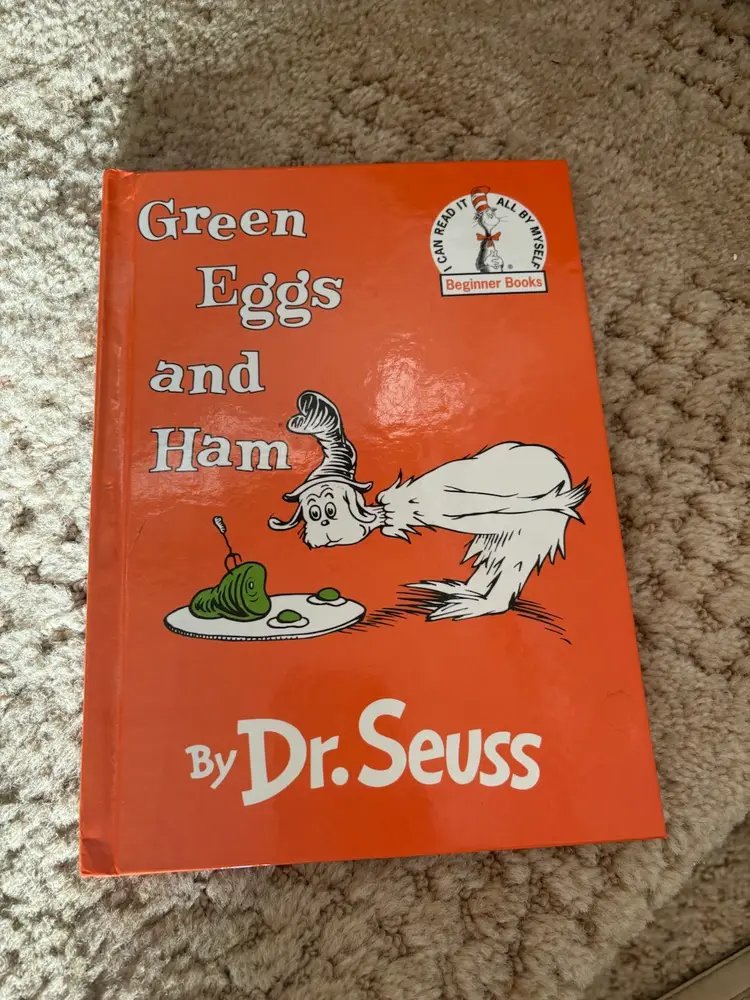 Green
Eggs
and
Ham
I CAN READ IT ALL BY MYSELF
Beginner Books
By Dr. Seuss